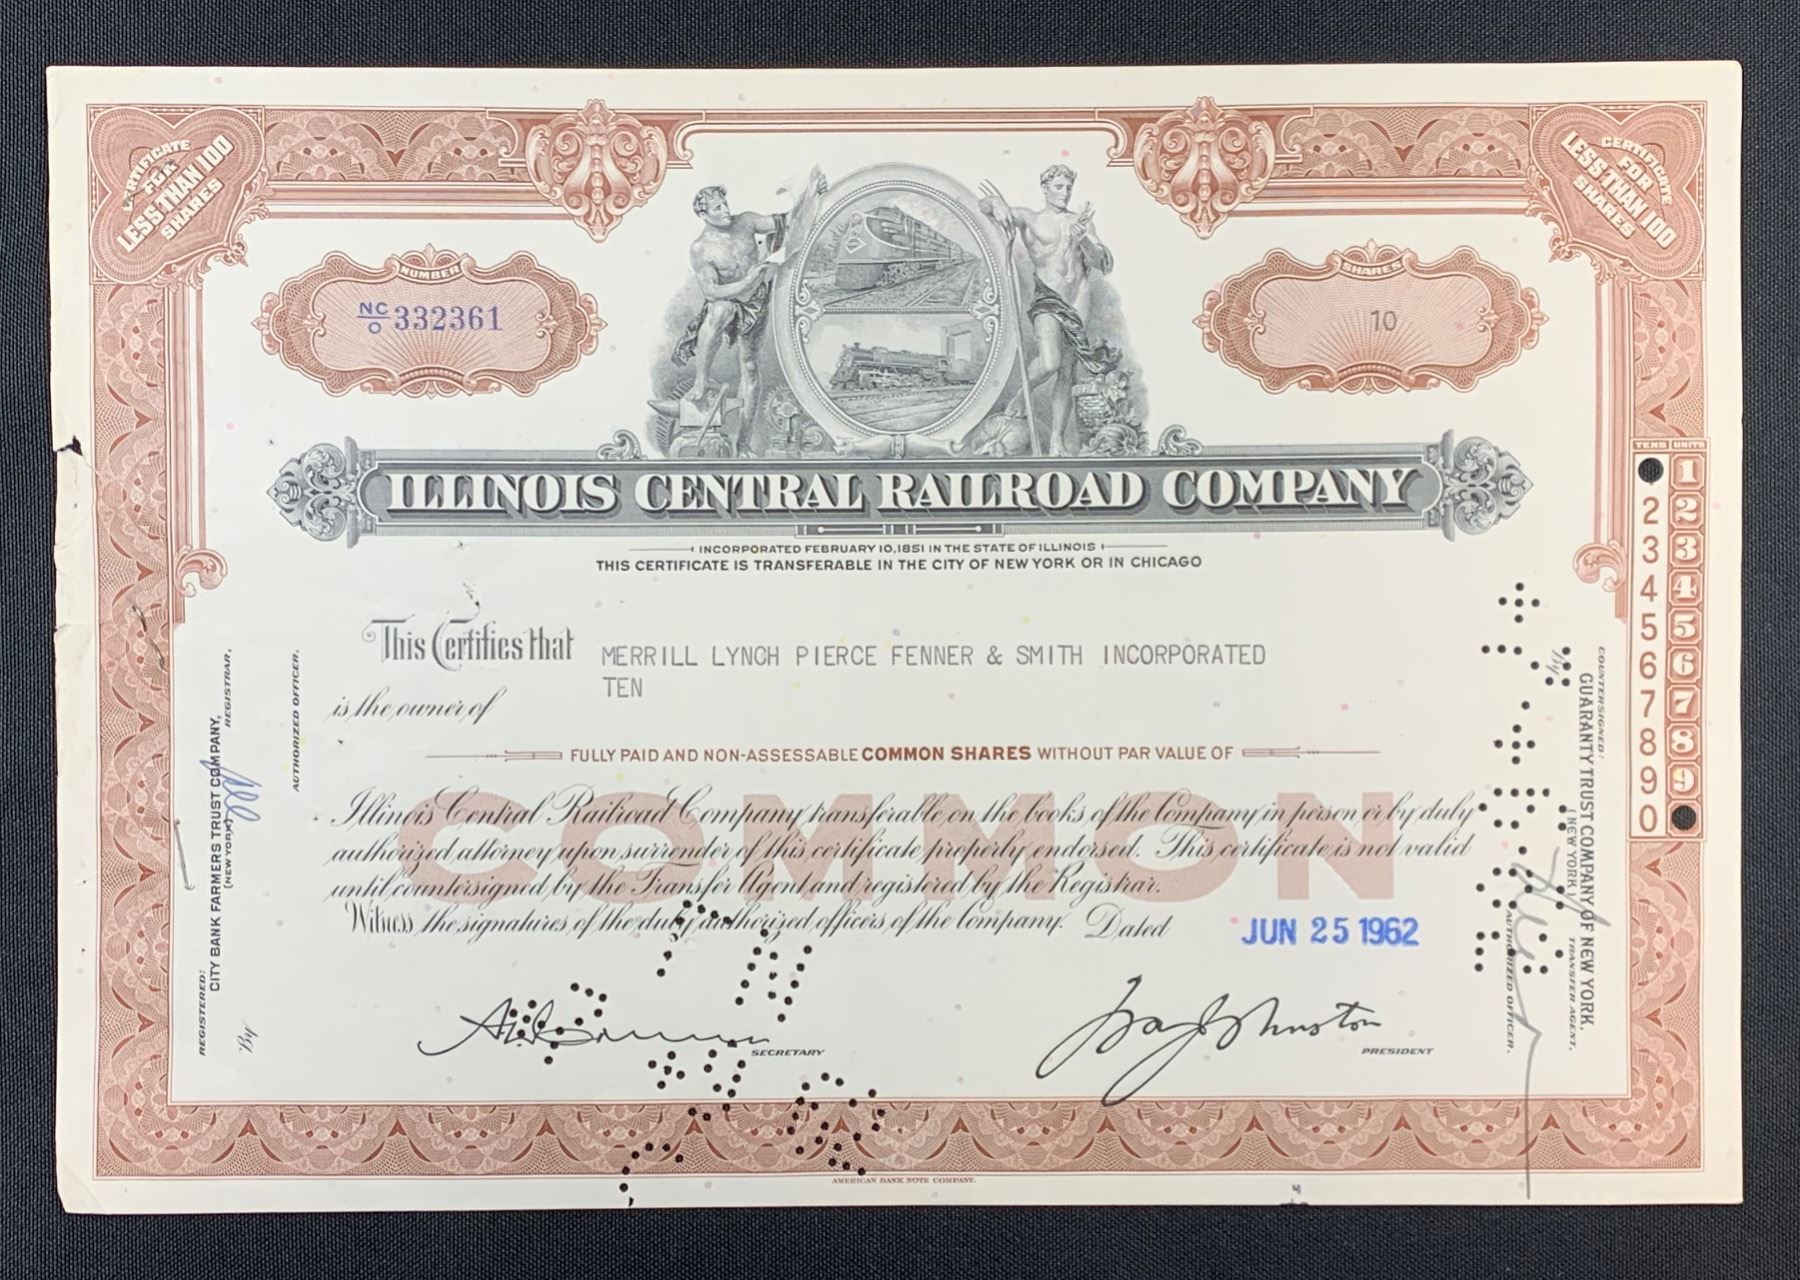 CERTIFICATE
FOR
LESS THAN 100
SHARES
CERTIFICATE
FOR
LESS THAN 100
SHARES
NUMBER
NC/O 332361
SHARES
10
ILLINOIS CENTRAL RAILROAD COMPANY
INCORPORATED FEBRUARY 10, 1851 IN THE STATE OF ILLINOIS
THIS CERTIFICATE IS TRANSFERABLE IN THE CITY OF NEW YORK OR IN CHICAGO
This Certifies that MERRILL LYNCH PIERCE FENNER & SMITH INCORPORATED
TEN
is the owner of
FULLY PAID AND NON-ASSESSABLE COMMON SHARES WITHOUT PAR VALUE OF
COMMON
Illinois Central Railroad Company, transferable on the books of the Company, in person or by duly
authorized attorney upon surrender of this certificate properly endorsed. This certificate is not valid
until countersigned by the Transfer Agent and registered by the Registrar.
Witness the signatures of the duly authorized officers of the Company. Dated
JUN 25 1962
SECRETARY
Wayne Johnston
PRESIDENT
REGISTERED:
CITY BANK FARMERS TRUST COMPANY,
(NEW YORK) REGISTRAR,
By
AUTHORIZED OFFICER.
COUNTERSIGNED:
GUARANTY TRUST COMPANY OF NEW YORK,
(NEW YORK) TRANSFER AGENT,
By
AUTHORIZED OFFICER.
TENS UNITS
1
2 2
3 3
4 4
5 5
6 6
7 7
8 8
9 9
0
AMERICAN BANK NOTE COMPANY.